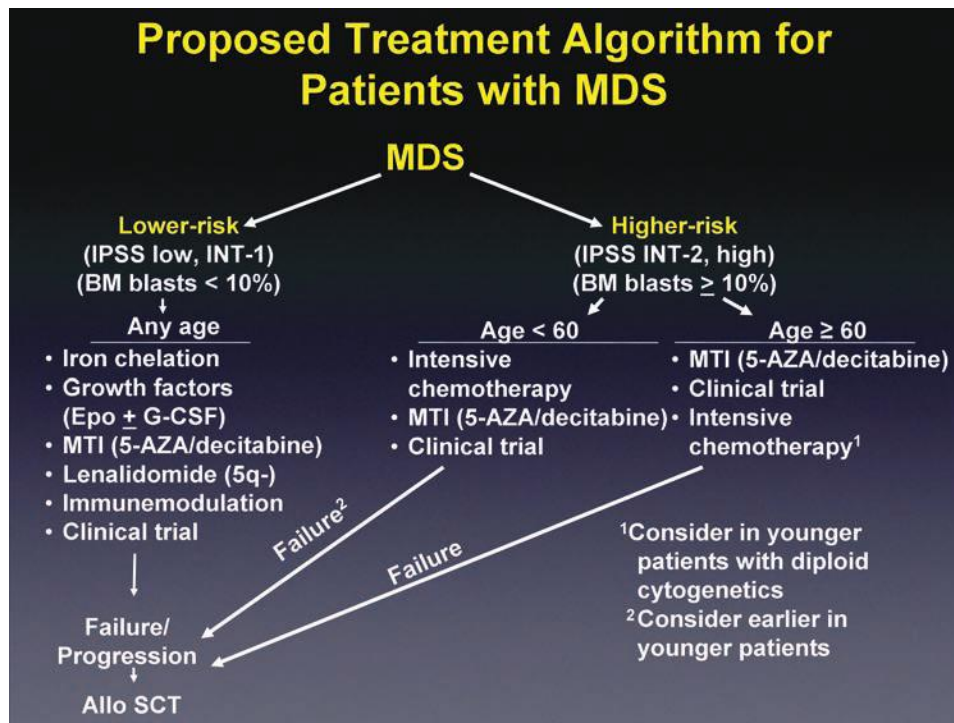 Proposed Treatment Algorithm for
Patients with MDS
MDS
Lower-risk
(IPSS low, INT-1)
(BM blasts < 10%)
Any age
• Iron chelation
• Growth factors
(Epo ± G-CSF)
• MTI (5-AZA/decitabine)
• Lenalidomide (5q-)
• Immunemodulation
• Clinical trial
Higher-risk
(IPSS INT-2, high)
(BM blasts ≥ 10%)
Age < 60
• Intensive
chemotherapy
• MTI (5-AZA/decitabine)
• Clinical trial
Age ≥ 60
• MTI (5-AZA/decitabine)
• Clinical trial
• Intensive
chemotherapy¹
Failure²
Failure
Failure/
Progression
Allo SCT
¹Consider in younger
patients with diploid
cytogenetics
²Consider earlier in
younger patients